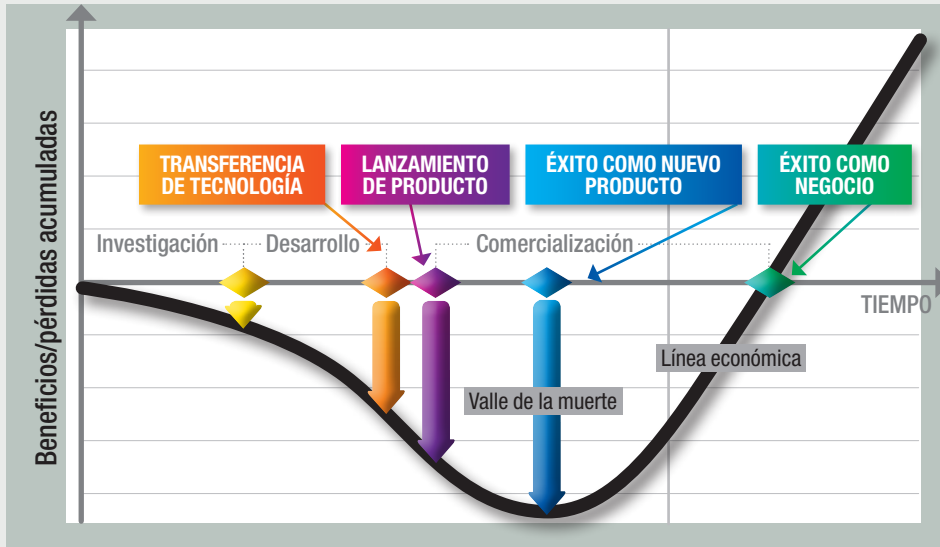 Beneficios/pérdidas acumuladas
TRANSFERENCIA
DE TECNOLOGÍA
LANZAMIENTO
DE PRODUCTO
ÉXITO COMO NUEVO
PRODUCTO
ÉXITO COMO
NEGOCIO
Investigación
Desarrollo
Comercialización
TIEMPO
Línea económica
Valle de la muerte